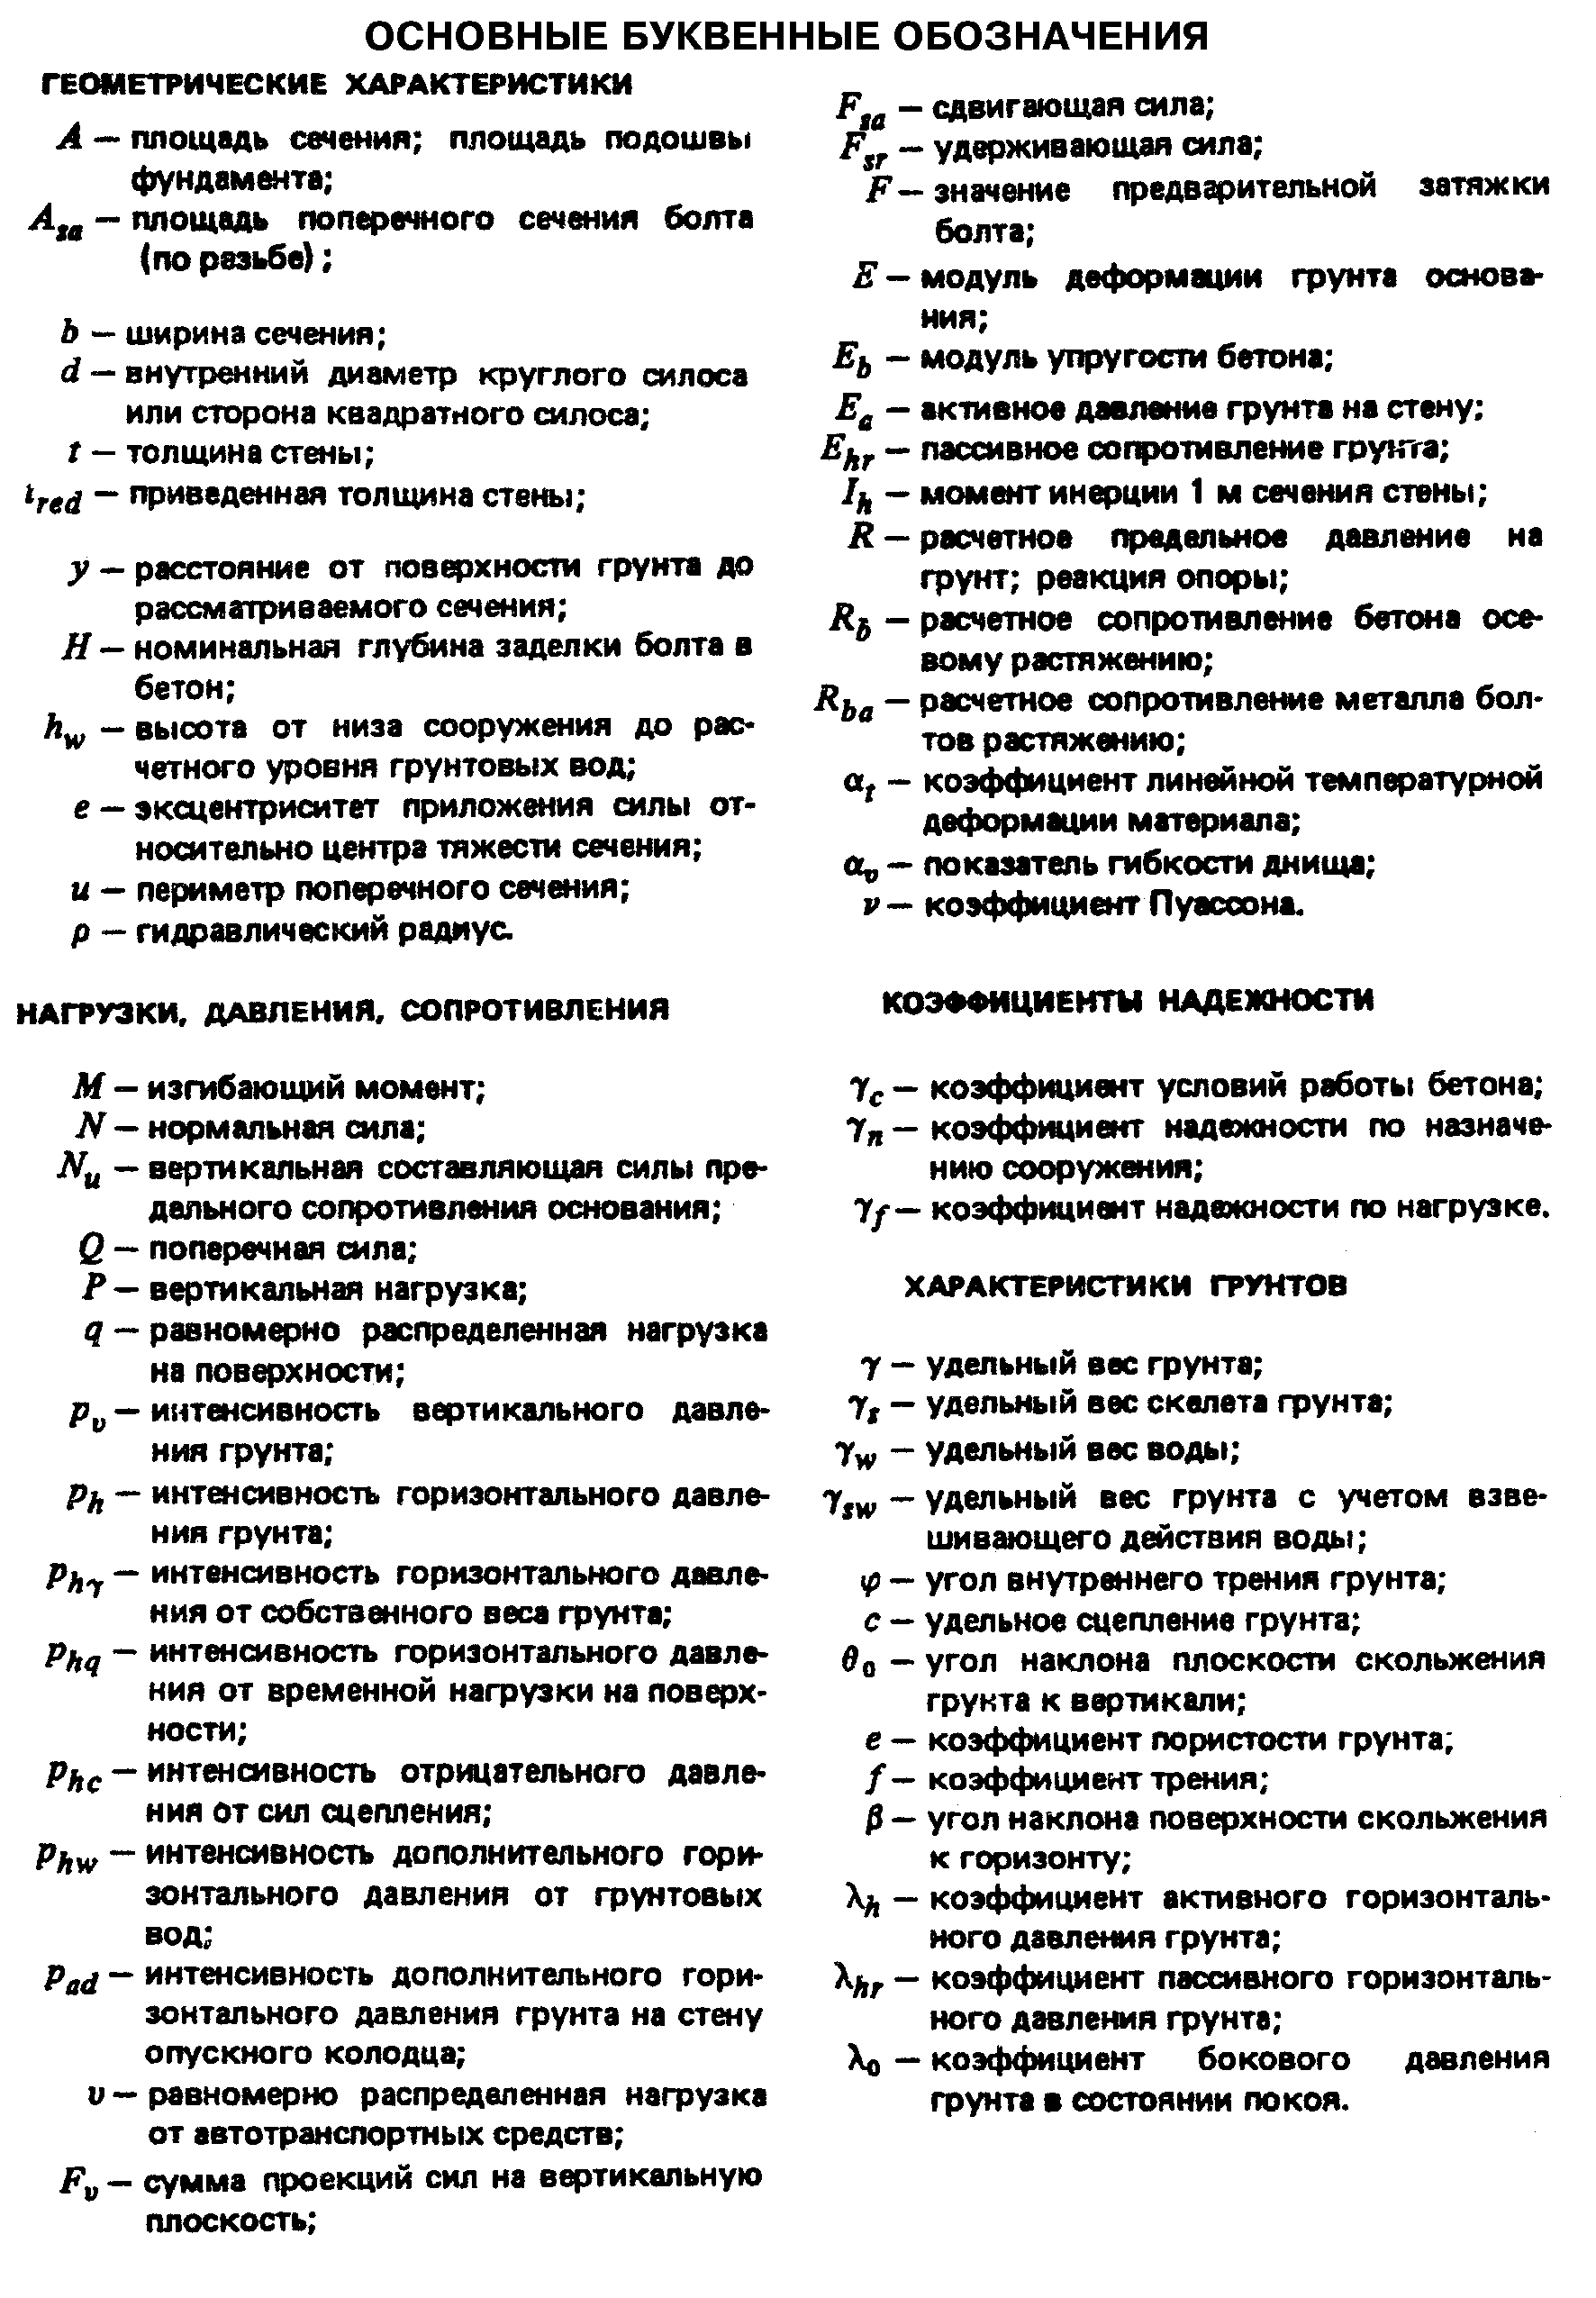 ОСНОВНЫЕ БУКВЕННЫЕ ОБОЗНАЧЕНИЯ
ГЕОМЕТРИЧЕСКИЕ ХАРАКТЕРИСТИКИ
A — площадь сечения; площадь подошвы
фундамента;
A_sa — площадь поперечного сечения болта
(по резьбе);
b — ширина сечения;
d — внутренний диаметр круглого силоса
или сторона квадратного силоса;
t — толщина стены;
t_red — приведенная толщина стены;
y — расстояние от поверхности грунта до
рассматриваемого сечения;
H — номинальная глубина заделки болта в
бетон;
h_w — высота от низа сооружения до рас-
четного уровня грунтовых вод;
e — эксцентриситет приложения силы от-
носительно центра тяжести сечения;
u — периметр поперечного сечения;
ρ — гидравлический радиус.
НАГРУЗКИ, ДАВЛЕНИЯ, СОПРОТИВЛЕНИЯ
M — изгибающий момент;
N — нормальная сила;
N_u — вертикальная составляющая силы пре-
дельного сопротивления основания;
Q — поперечная сила;
P — вертикальная нагрузка;
q — равномерно распределенная нагрузка
на поверхности;
p_v — интенсивность вертикального давле-
ния грунта;
p_h — интенсивность горизонтального давле-
ния грунта;
p_hγ — интенсивность горизонтального давле-
ния от собственного веса грунта;
p_hq — интенсивность горизонтального давле-
ния от временной нагрузки на поверх-
ности;
p_hc — интенсивность отрицательного давле-
ния от сил сцепления;
p_hw — интенсивность дополнительного гори-
зонтального давления от грунтовых
вод;
p_ad — интенсивность дополнительного гори-
зонтального давления грунта на стену
опускного колодца;
υ — равномерно распределенная нагрузка
от автотранспортных средств;
F_υ — сумма проекций сил на вертикальную
плоскость;
F_sa — сдвигающая сила;
F_sr — удерживающая сила;
F — значение предварительной затяжки
болта;
E — модуль деформации грунта основа-
ния;
E_b — модуль упругости бетона;
E_a — активное давление грунта на стену;
E_hr — пассивное сопротивление грунта;
I_h — момент инерции 1 м сечения стены;
R — расчетное предельное давление на
грунт; реакция опоры;
R_b — расчетное сопротивление бетона осе-
вому растяжению;
R_ba — расчетное сопротивление металла бол-
тов растяжению;
α_t — коэффициент линейной температурной
деформации материала;
α_υ — показатель гибкости днища;
ν — коэффициент Пуассона.
КОЭФФИЦИЕНТЫ НАДЕЖНОСТИ
γ_c — коэффициент условий работы бетона;
γ_n — коэффициент надежности по назначе-
нию сооружения;
γ_f — коэффициент надежности по нагрузке.
ХАРАКТЕРИСТИКИ ГРУНТОВ
γ — удельный вес грунта;
γ_s — удельный вес скелета грунта;
γ_w — удельный вес воды;
γ_sw — удельный вес грунта с учетом взве-
шивающего действия воды;
φ — угол внутреннего трения грунта;
c — удельное сцепление грунта;
θ_0 — угол наклона плоскости скольжения
грунта к вертикали;
e — коэффициент пористости грунта;
f — коэффициент трения;
β — угол наклона поверхности скольжения
к горизонту;
λ_h — коэффициент активного горизонталь-
ного давления грунта;
λ_hr — коэффициент пассивного горизонталь-
ного давления грунта;
λ_0 — коэффициент бокового давления
грунта в состоянии покоя.